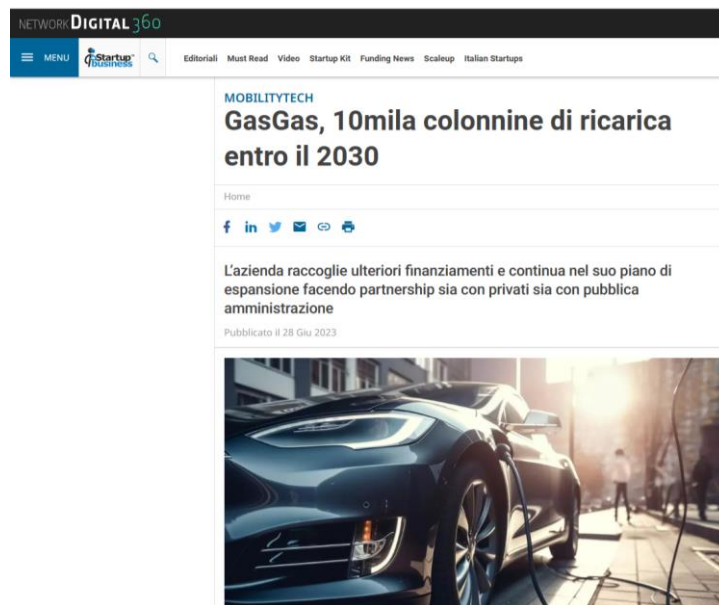 NETWORK DIGITAL 360
MENU
Startup
business
Editoriali Must Read Video Startup Kit Funding News Scaleup Italian Startups
MOBILITYTECH
GasGas, 10mila colonnine di ricarica
entro il 2030
Home
L'azienda raccoglie ulteriori finanziamenti e continua nel suo piano di
espansione facendo partnership sia con privati sia con pubblica
amministrazione
Pubblicato il 28 Giu 2023